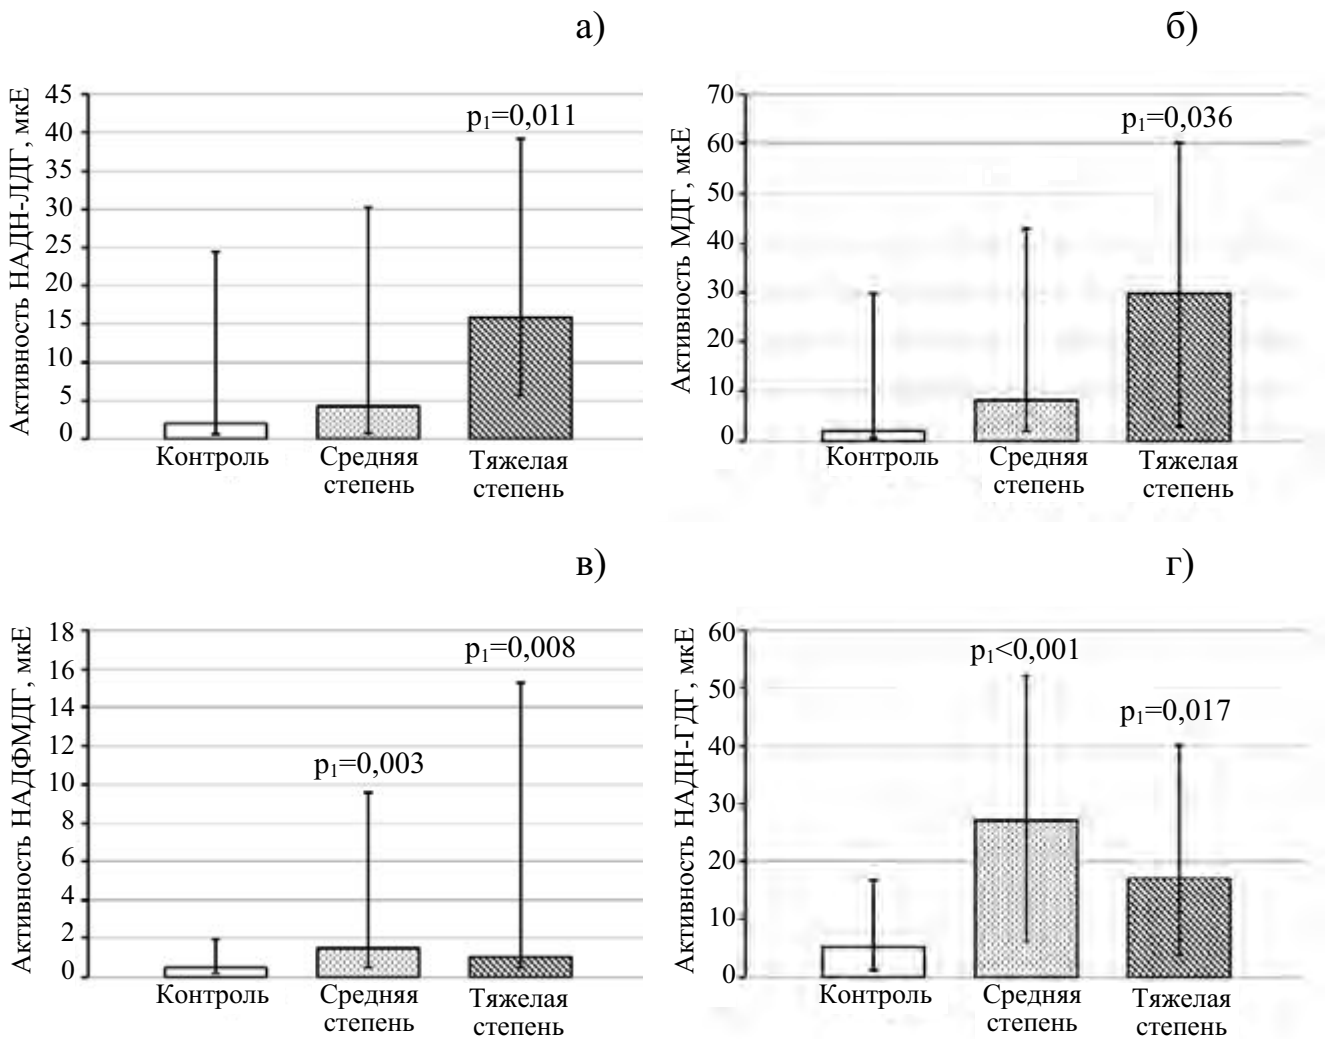 а)
Активность НАДН-ЛДГ, мкЕ
45
40
35
30
25
20
15
10
5
0
p₁=0,011
Контроль
Средняя
степень
Тяжелая
степень
б)
Активность МДГ, мкЕ
70
60
50
40
30
20
10
0
p₁=0,036
Контроль
Средняя
степень
Тяжелая
степень
в)
Активность НАДФМДГ, мкЕ
18
16
14
12
10
8
6
4
2
0
p₁=0,003
p₁=0,008
Контроль
Средняя
степень
Тяжелая
степень
г)
Активность НАДН-ГДГ, мкЕ
60
50
40
30
20
10
0
p₁<0,001
p₁=0,017
Контроль
Средняя
степень
Тяжелая
степень